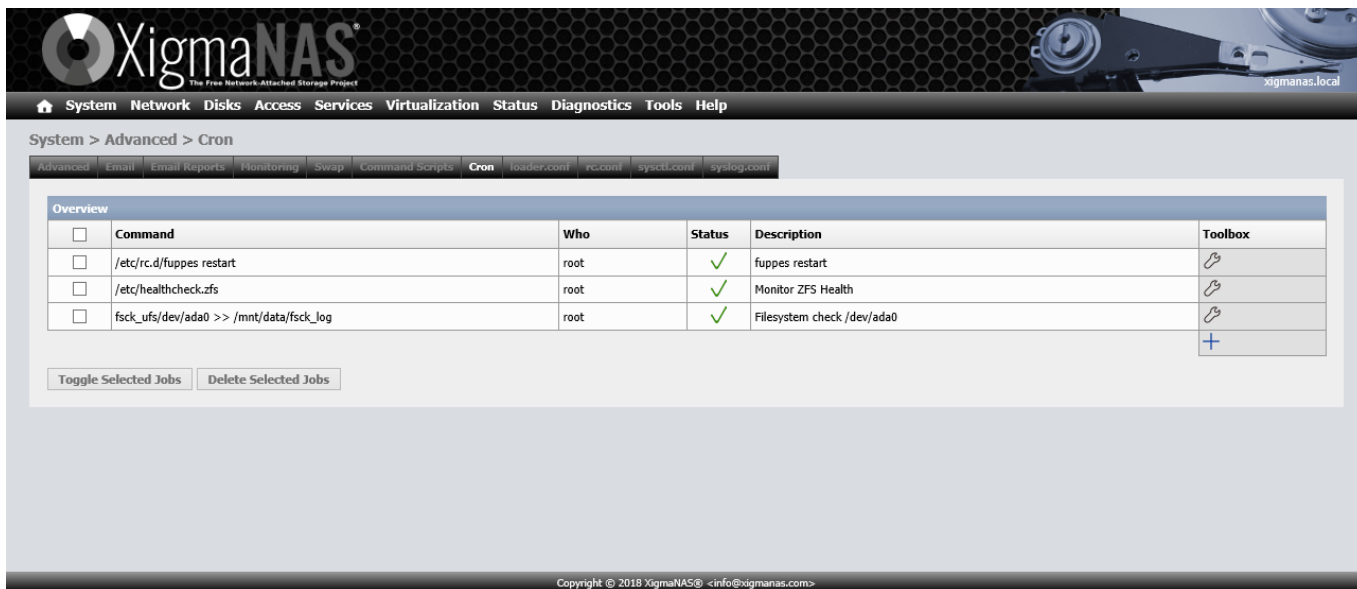 XigmaNAS®
The Free Network-Attached Storage Project
xigmanas.local
System Network Disks Access Services Virtualization Status Diagnostics Tools Help
System > Advanced > Cron
Advanced Email Email Reports Monitoring Swap Command Scripts Cron loader.conf rc.conf sysctl.conf syslog.conf
Overview
Command Who Status Description Toolbox
/etc/rc.d/fuppes restart root fuppes restart
/etc/healthcheck.zfs root Monitor ZFS Health
fsck_ufs/dev/ada0 >> /mnt/data/fsck_log root Filesystem check /dev/ada0
Toggle Selected Jobs Delete Selected Jobs
Copyright © 2018 XigmaNAS® <info@xigmanas.com>